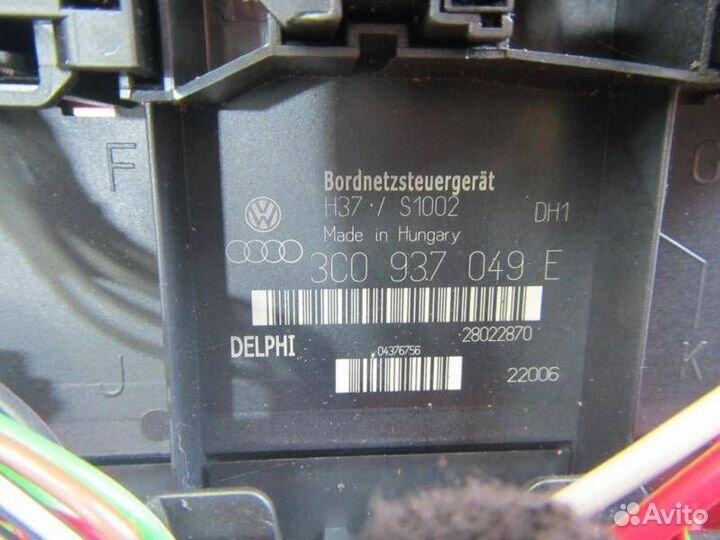 F
Bordnetzsteuergerät
H37 / S1002
DH1
Made in Hungary
3C0 937 049 E
28022870
DELPHI
04376756
22006
J
K
Avito